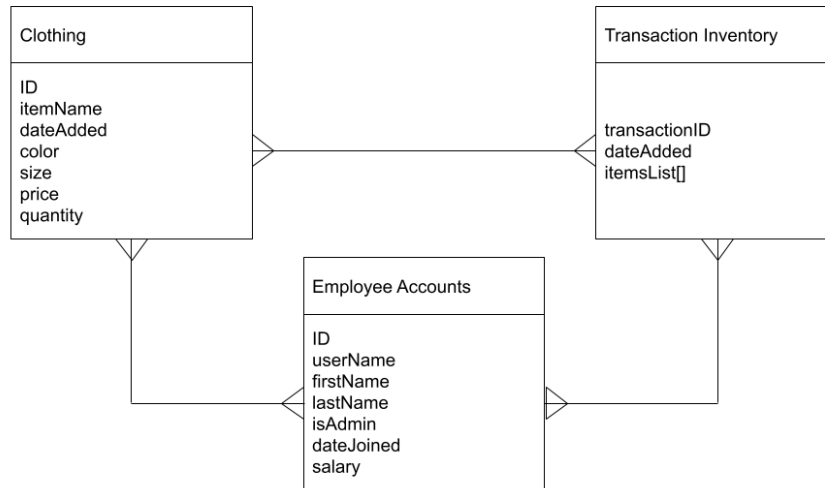 Clothing
ID
itemName
dateAdded
color
size
price
quantity
Transaction Inventory
transactionID
dateAdded
itemsList[]
Employee Accounts
ID
userName
firstName
lastName
isAdmin
dateJoined
salary